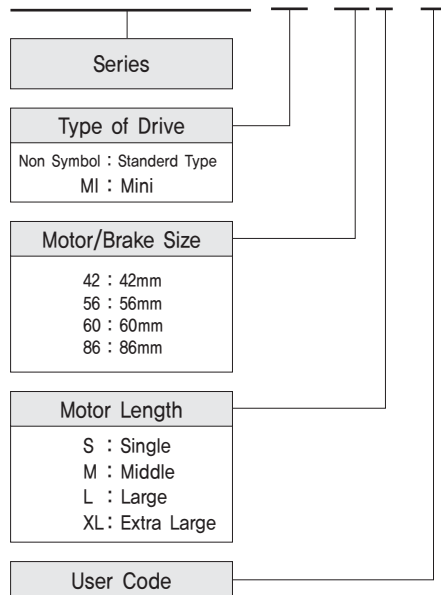 Series
Type of Drive
Non Symbol : Standerd Type
MI : Mini
Motor/Brake Size
42 : 42mm
56 : 56mm
60 : 60mm
86 : 86mm
Motor Length
S : Single
M : Middle
L : Large
XL : Extra Large
User Code